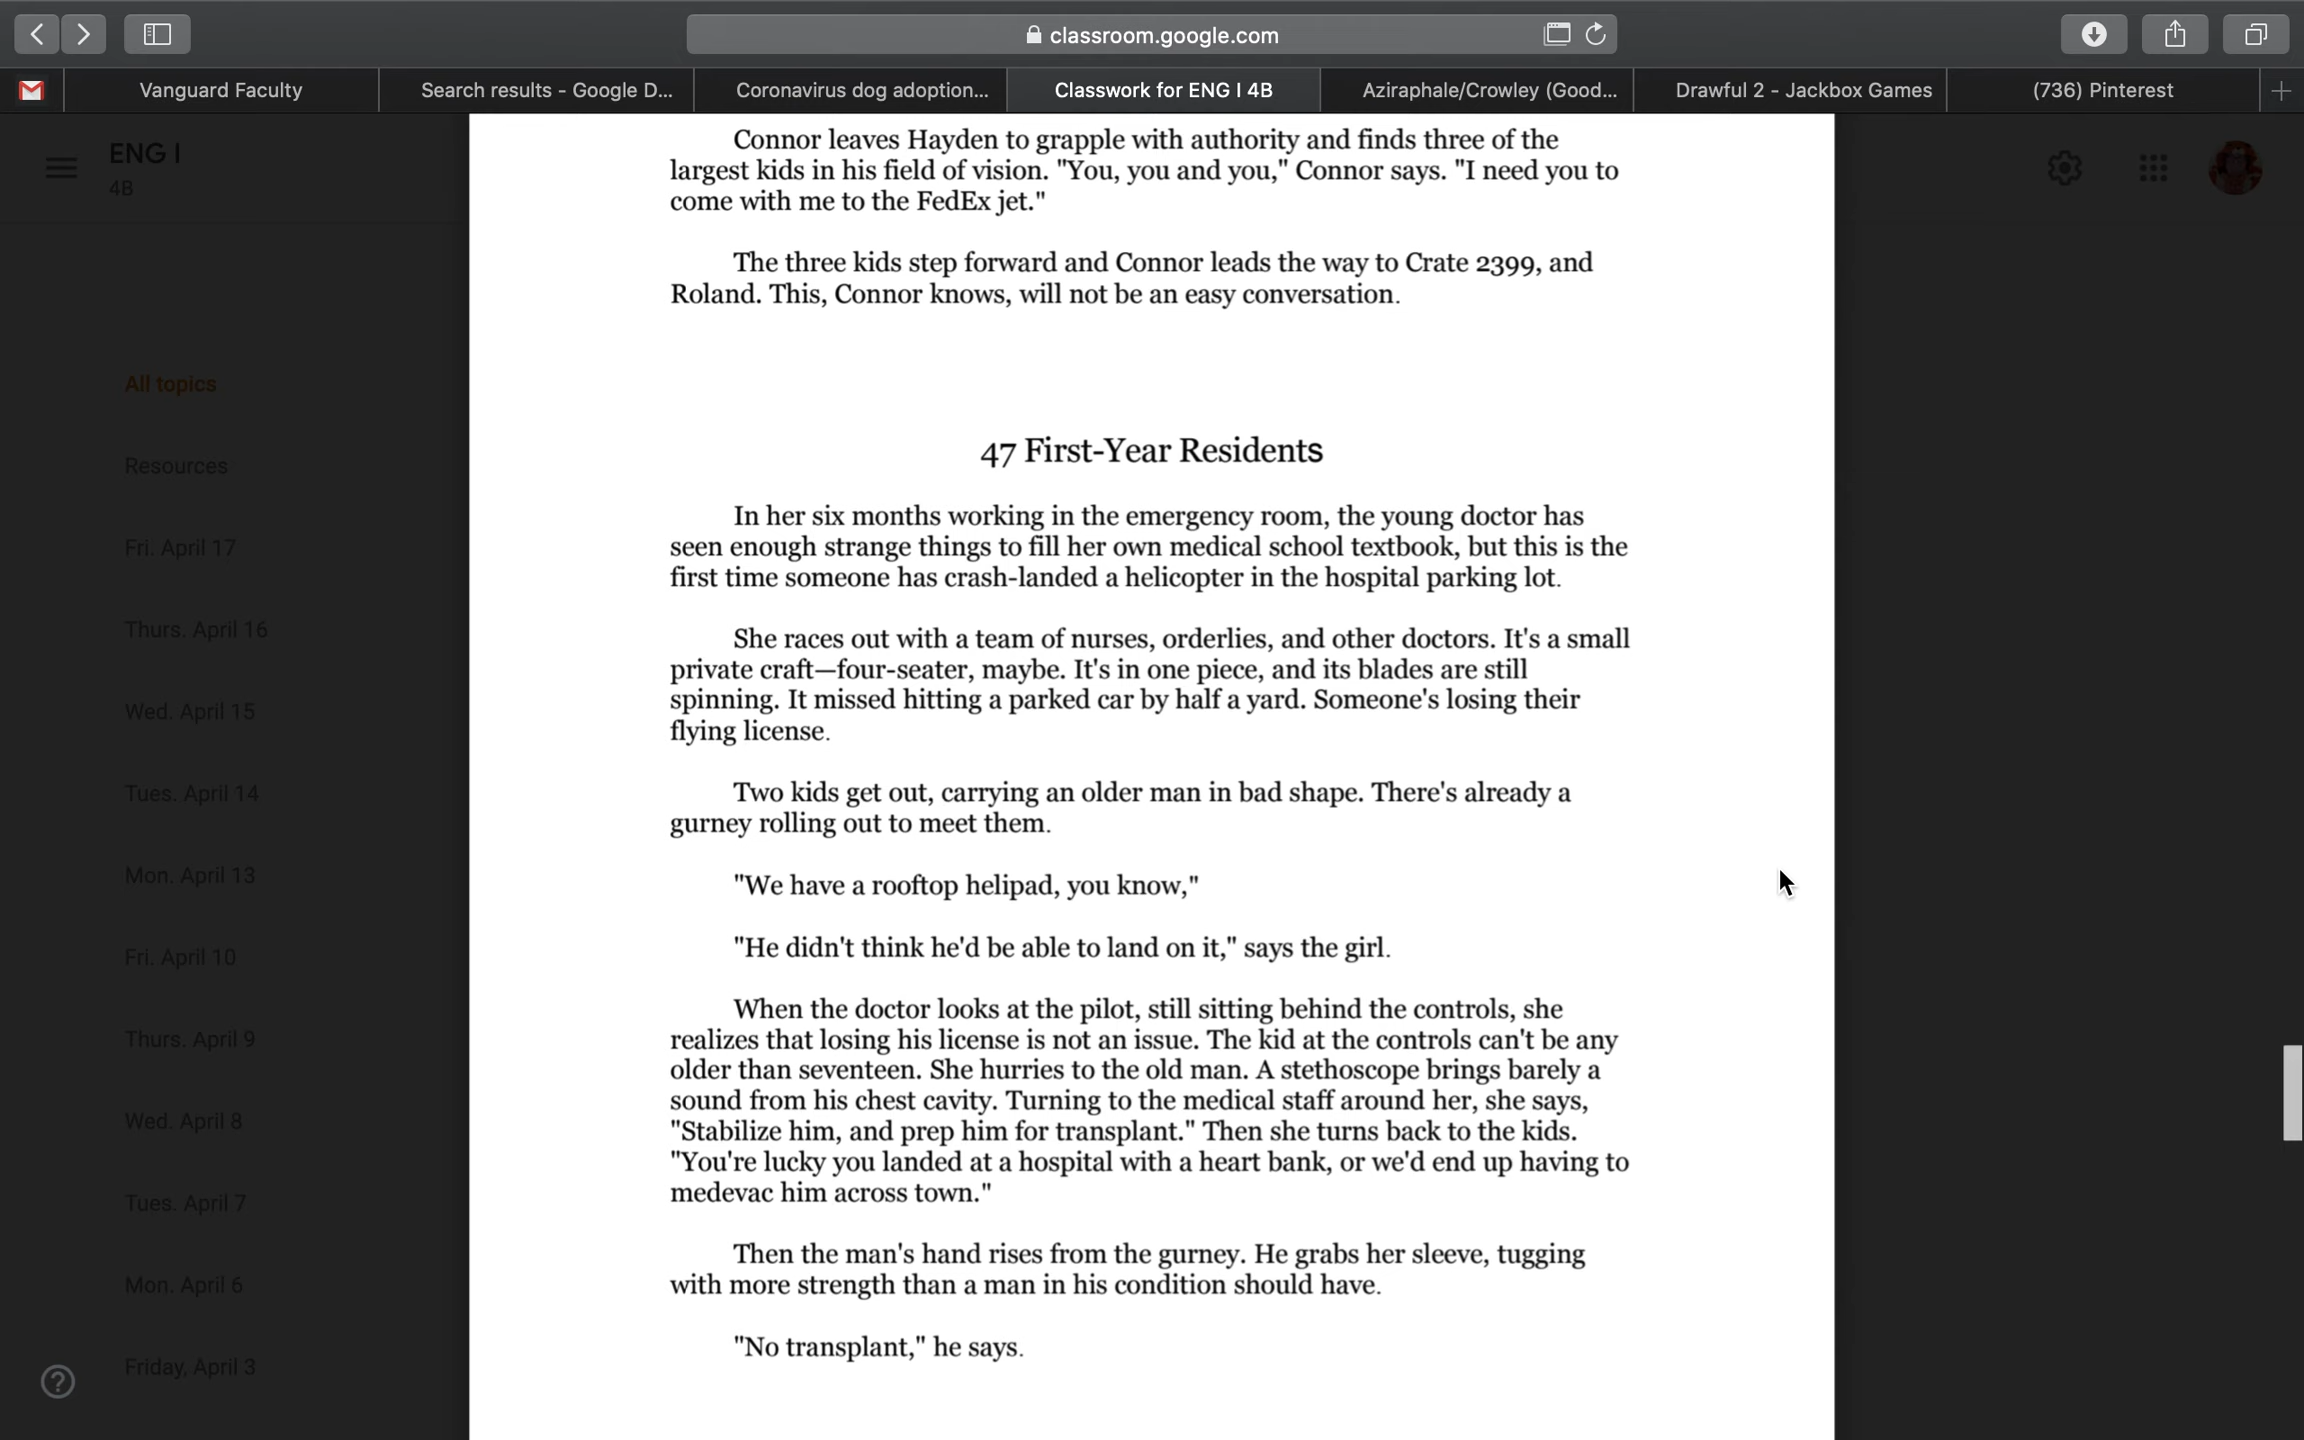 classroom.google.com
Vanguard Faculty
Search results - Google D...
Coronavirus dog adoption...
Classwork for ENG I 4B
Aziraphale/Crowley (Good...
Drawful 2 - Jackbox Games
(736) Pinterest
ENG I
4B
All topics
Resources
Fri. April 17
Thurs. April 16
Wed. April 15
Tues. April 14
Mon. April 13
Fri. April 10
Thurs. April 9
Wed. April 8
Tues. April 7
Mon. April 6
Friday, April 3
Connor leaves Hayden to grapple with authority and finds three of the
largest kids in his field of vision. "You, you and you," Connor says. "I need you to
come with me to the FedEx jet."
The three kids step forward and Connor leads the way to Crate 2399, and
Roland. This, Connor knows, will not be an easy conversation.
47 First-Year Residents
In her six months working in the emergency room, the young doctor has
seen enough strange things to fill her own medical school textbook, but this is the
first time someone has crash-landed a helicopter in the hospital parking lot.
She races out with a team of nurses, orderlies, and other doctors. It's a small
private craft—four-seater, maybe. It's in one piece, and its blades are still
spinning. It missed hitting a parked car by half a yard. Someone's losing their
flying license.
Two kids get out, carrying an older man in bad shape. There's already a
gurney rolling out to meet them.
"We have a rooftop helipad, you know,"
"He didn't think he'd be able to land on it," says the girl.
When the doctor looks at the pilot, still sitting behind the controls, she
realizes that losing his license is not an issue. The kid at the controls can't be any
older than seventeen. She hurries to the old man. A stethoscope brings barely a
sound from his chest cavity. Turning to the medical staff around her, she says,
"Stabilize him, and prep him for transplant." Then she turns back to the kids.
"You're lucky you landed at a hospital with a heart bank, or we'd end up having to
medevac him across town."
Then the man's hand rises from the gurney. He grabs her sleeve, tugging
with more strength than a man in his condition should have.
"No transplant," he says.